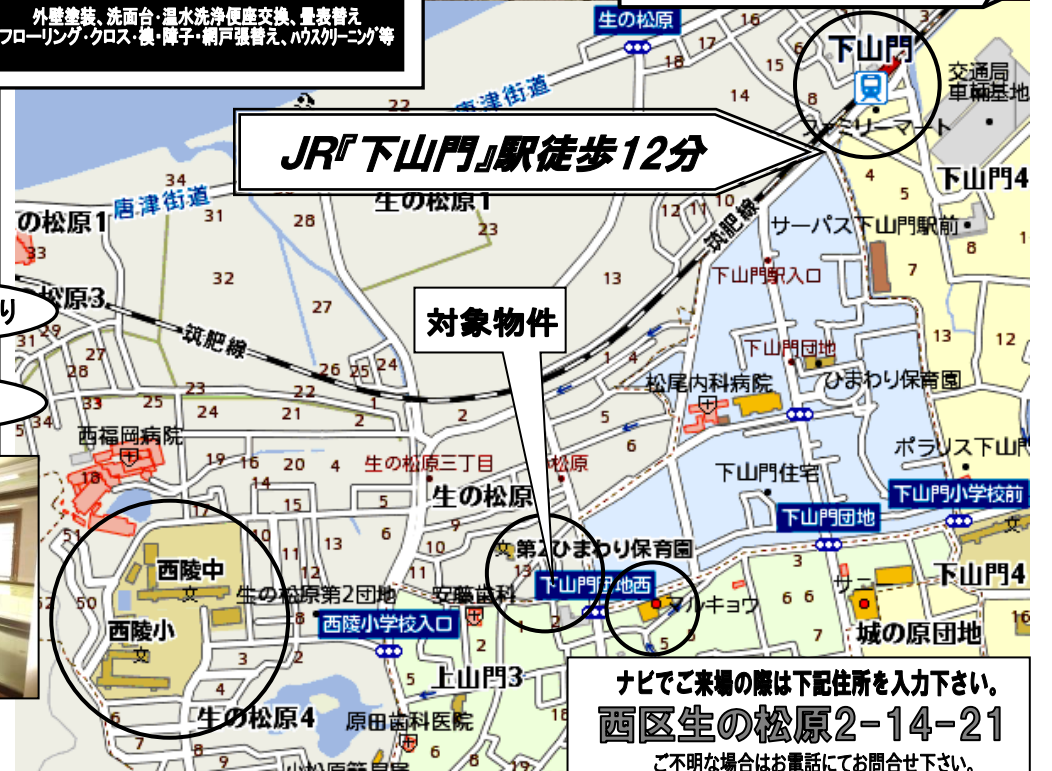 外壁塗装、洗面台・温水洗浄便座交換、畳表替え
フローリング・クロス・襖・障子・網戸張替え、ハウスクリーニング等
生の松原
下山門
交通局
車輛基地
ファミリーマート
唐津街道
JR『下山門』駅徒歩12分
下山門4
唐津街道
の松原1
生の松原1
筑肥線
サーパス下山門駅前
下山門駅入口
松原3
り
対象物件
筑肥線
下山門団地
松尾内科病院
ひまわり保育園
西福岡病院
生の松原三丁目
松原
下山門住宅
ポラリス下山門
生の松原
下山門小学校前
下山門団地
第2ひまわり保育園
西陵中
下山門団地西
下山門4
生の松原第2団地
安藤歯科
マルキョウ
サニー
西陵小
西陵小学校入口
城の原団地
上山門3
生の松原4
原田歯科医院
ナビでご来場の際は下記住所を入力下さい。
西区生の松原2-14-21
ご不明な場合はお電話にてお問合せ下さい。